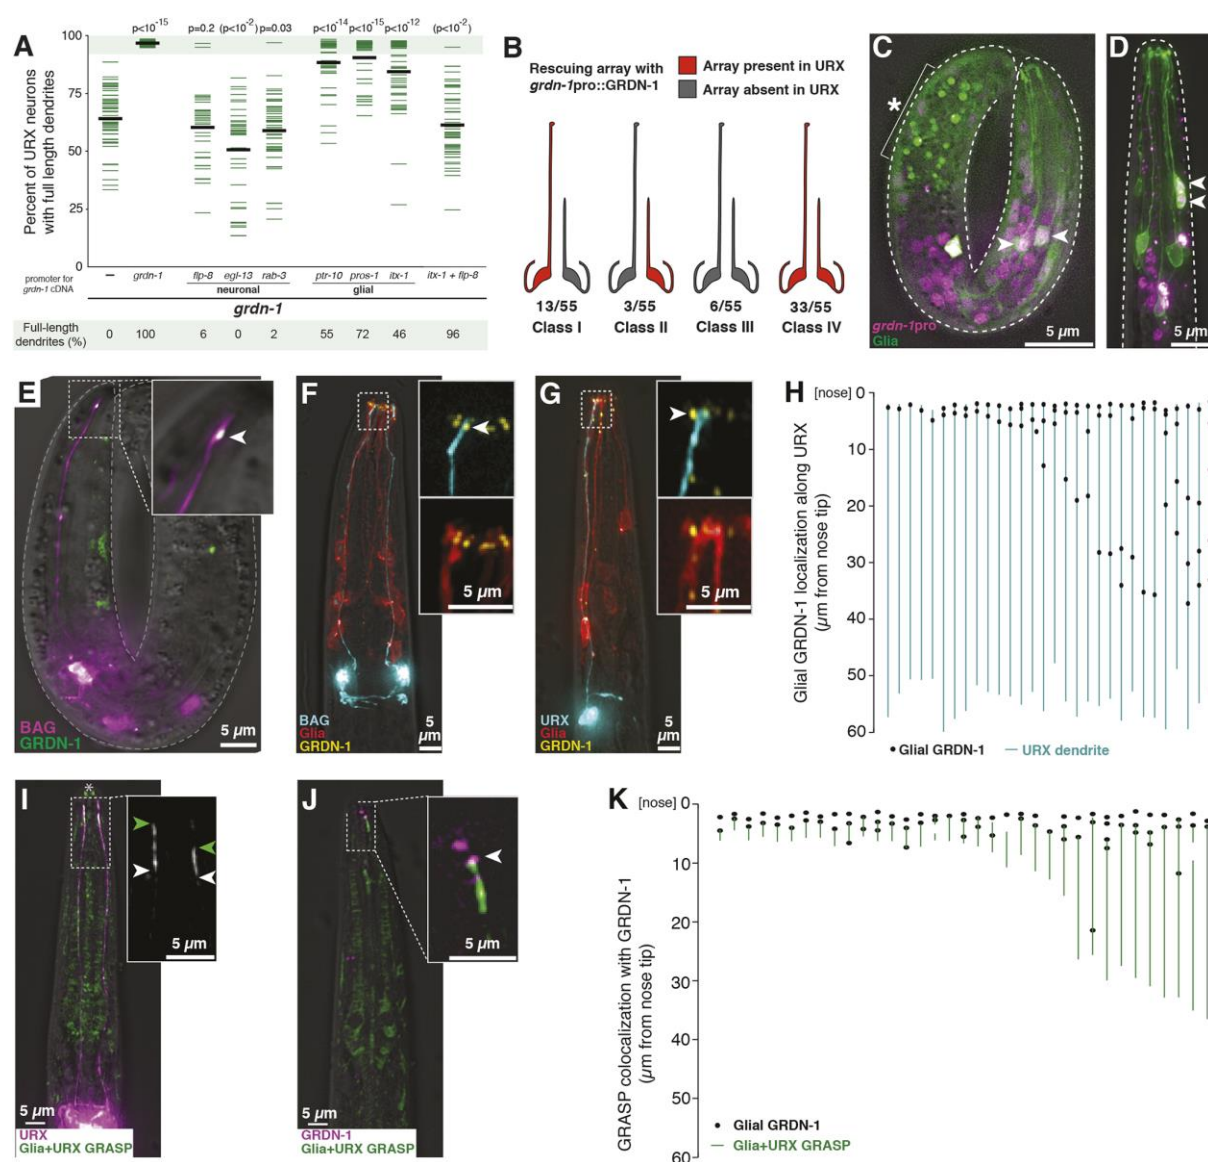 A
p<10-15 p=0.2 (p<10-2) p=0.03 p<10-14 p<10-15 p<10-12 (p<10-2)
Percent of URX neurons
with full length dendrites
100
75
50
25
0
promoter for
grdn-1 cDNA
– grdn-1 flp-8 egl-13 rab-3 ptr-10 pros-1 itx-1 itx-1 + flp-8
neuronal glial
grdn-1
Full-length
dendrites (%)
0 100 6 0 2 55 72 46 96
B
Rescuing array with
grdn-1pro::GRDN-1
Array present in URX
Array absent in URX
13/55 3/55 6/55 33/55
Class I Class II Class III Class IV
C
*
grdn-1pro
Glia
5 µm
D
5 µm
E
BAG
GRDN-1
5 µm
F
5 µm
BAG
Glia
GRDN-1
5
µm
G
5 µm
URX
Glia
GRDN-1
5
µm
H
[nose]
0
10
20
30
40
50
60
Glial GRDN-1 localization along URX
(µm from nose tip)
Glial GRDN-1
URX dendrite
I
*
5 µm
5 µm
URX
Glia+URX GRASP
J
5 µm
5 µm
GRDN-1
Glia+URX GRASP
K
[nose]
0
10
20
30
40
50
60
GRASP colocalization with GRDN-1
(µm from nose tip)
Glial GRDN-1
Glia+URX GRASP